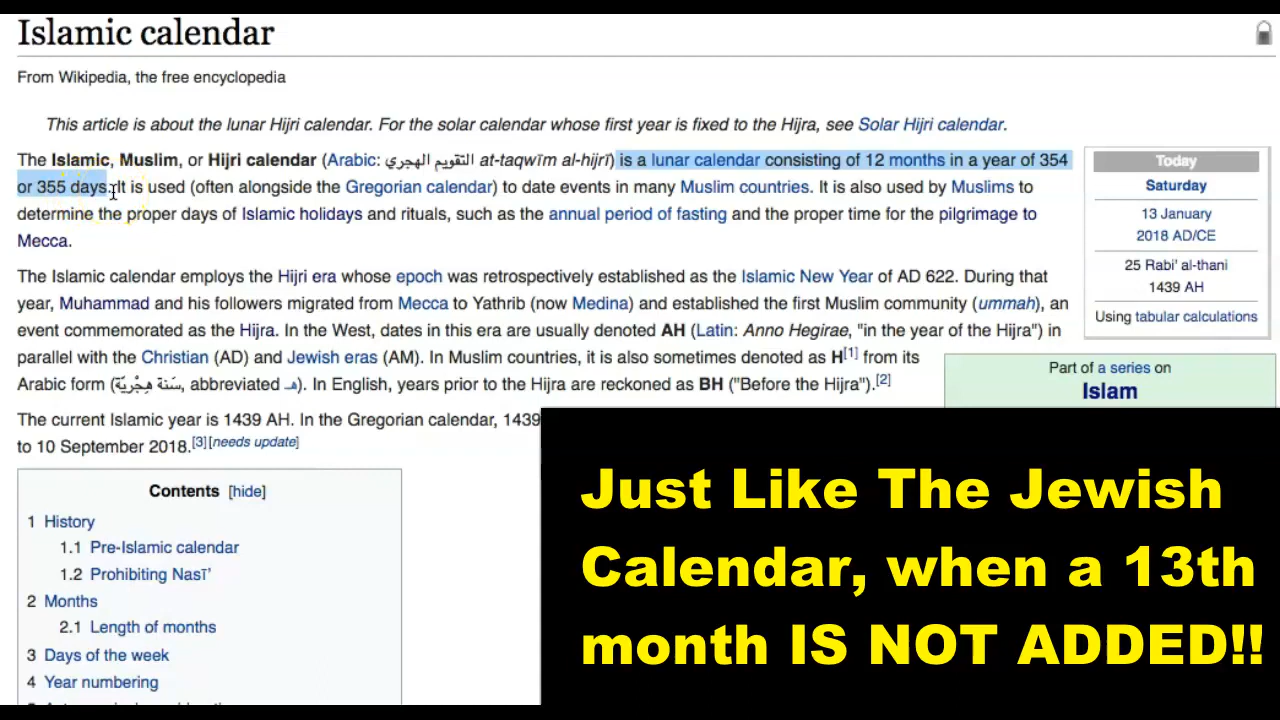 Islamic calendar
From Wikipedia, the free encyclopedia
This article is about the lunar Hijri calendar. For the solar calendar whose first year is fixed to the Hijra, see Solar Hijri calendar.
The Islamic, Muslim, or Hijri calendar (Arabic: التقويم الهجري at-taqwīm al-hijrī) is a lunar calendar consisting of 12 months in a year of 354
or 355 days. It is used (often alongside the Gregorian calendar) to date events in many Muslim countries. It is also used by Muslims to
determine the proper days of Islamic holidays and rituals, such as the annual period of fasting and the proper time for the pilgrimage to
Mecca.
The Islamic calendar employs the Hijri era whose epoch was retrospectively established as the Islamic New Year of AD 622. During that
year, Muhammad and his followers migrated from Mecca to Yathrib (now Medina) and established the first Muslim community (ummah), an
event commemorated as the Hijra. In the West, dates in this era are usually denoted AH (Latin: Anno Hegirae, "in the year of the Hijra") in
parallel with the Christian (AD) and Jewish eras (AM). In Muslim countries, it is also sometimes denoted as H[1] from its
Arabic form (سَنة هِجْريّة, abbreviated هـ). In English, years prior to the Hijra are reckoned as BH ("Before the Hijra").[2]
The current Islamic year is 1439 AH. In the Gregorian calendar, 1439
to 10 September 2018.[3][needs update]
Today
Saturday
13 January
2018 AD/CE
25 Rabi' al-thani
1439 AH
Using tabular calculations
Part of a series on
Islam
Contents [hide]
1 History
1.1 Pre-Islamic calendar
1.2 Prohibiting Nasī'
2 Months
2.1 Length of months
3 Days of the week
4 Year numbering
Just Like The Jewish
Calendar, when a 13th
month IS NOT ADDED!!